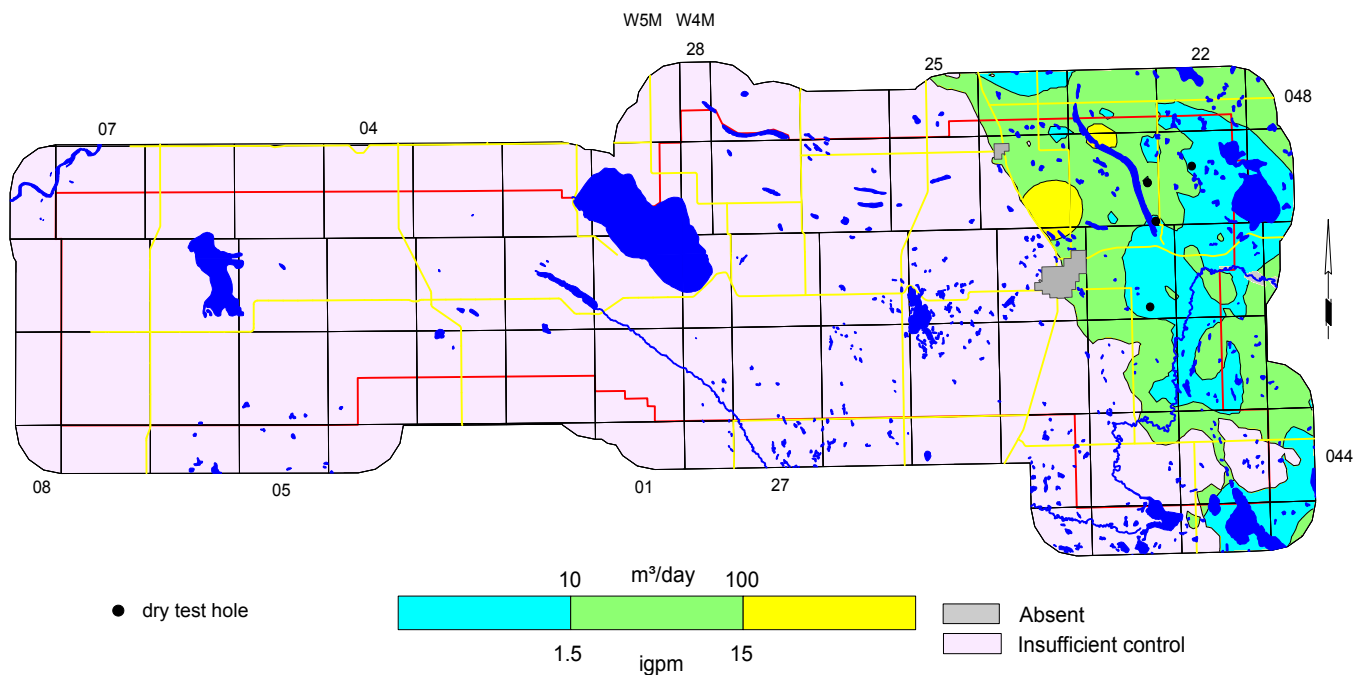 W5M W4M
28
25
22
048
07
04
044
08
05
01
27
10 m³/day 100
dry test hole
Absent
Insufficient control
1.5 igpm 15